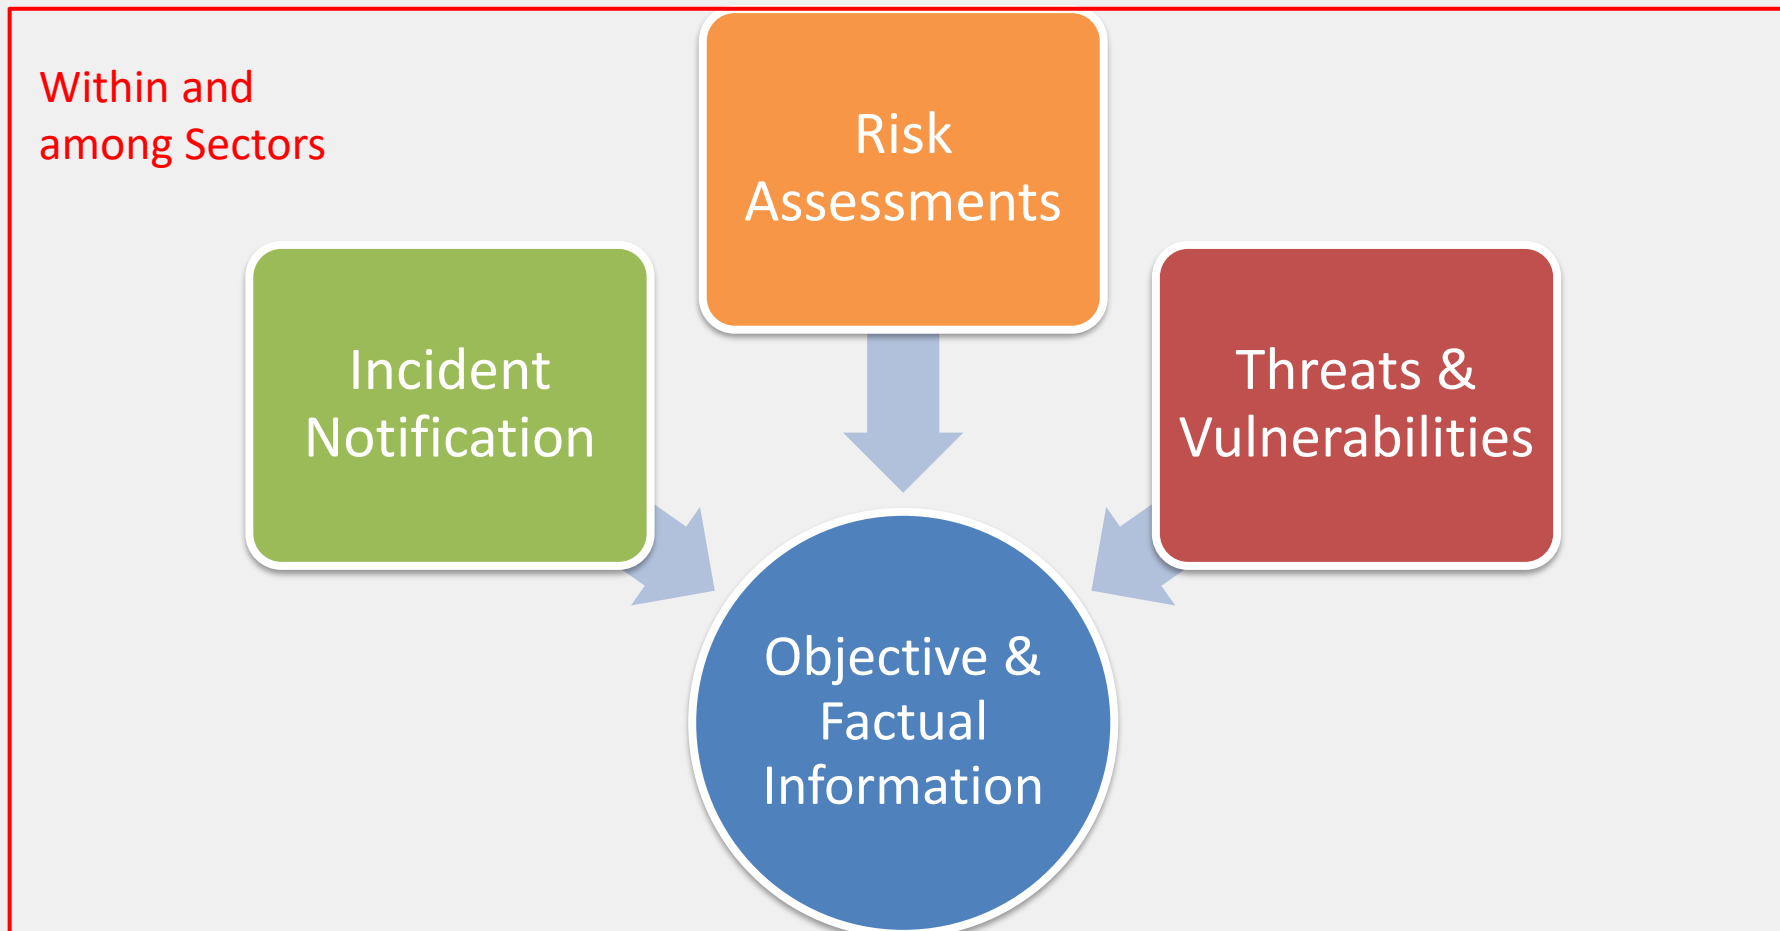 Within and
among Sectors
Risk
Assessments
Incident
Notification
Threats &
Vulnerabilities
Objective &
Factual
Information